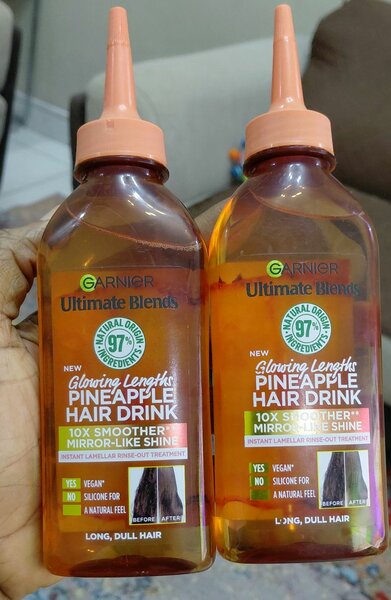 GARNIER
Ultimate Blends
NATURAL ORIGIN
97%
INGREDIENTS
NEW
Glowing Lengths
PINEAPPLE
HAIR DRINK
10X SMOOTHER**
MIRROR-LIKE SHINE
INSTANT LAMELLAR RINSE-OUT TREATMENT
YES VEGAN*
NO SILICONE FOR
A NATURAL FEEL
BEFORE AFTER
LONG, DULL HAIR
GARNIER
Ultimate Blends
NATURAL ORIGIN
97%
INGREDIENTS
NEW
Glowing Lengths
PINEAPPLE
HAIR DRINK
10X SMOOTHER**
MIRROR-LIKE SHINE
INSTANT LAMELLAR RINSE-OUT TREATMENT
YES VEGAN*
NO SILICONE FOR
A NATURAL FEEL
BEFORE AFTER
LONG, DULL HAIR